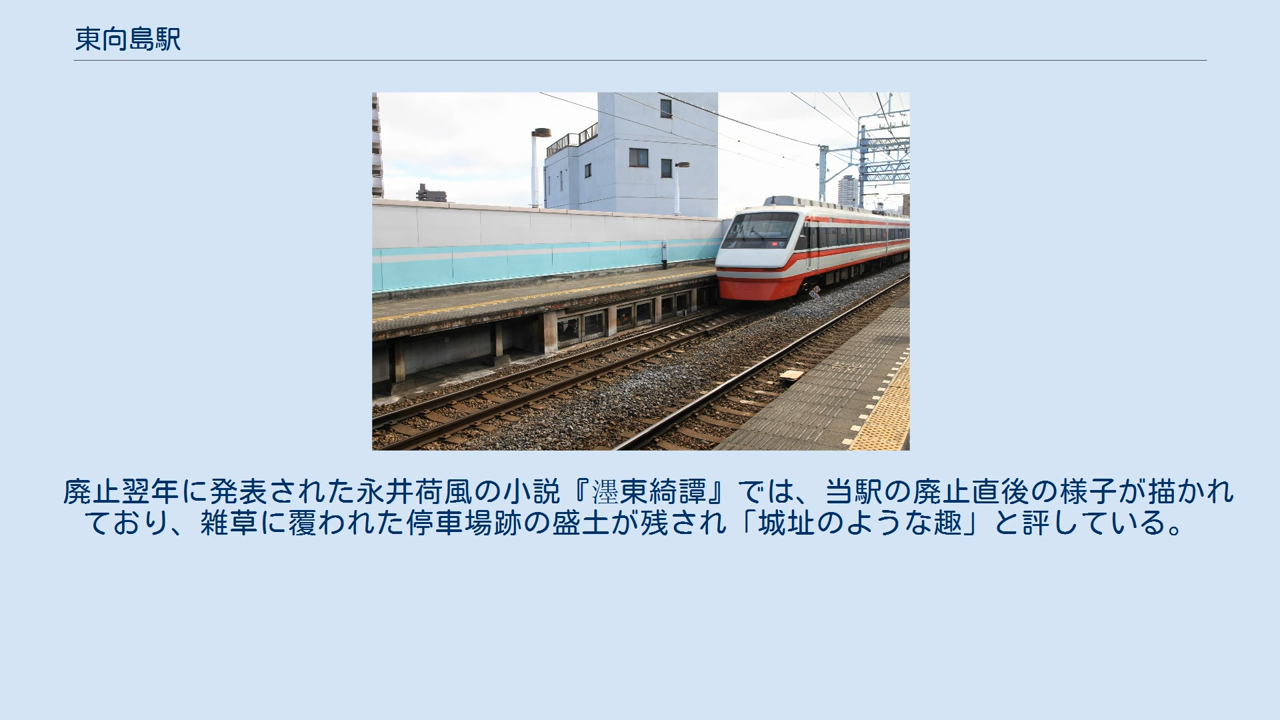 東向島駅
廃止翌年に発表された永井荷風の小説『濹東綺譚』では、当駅の廃止直後の様子が描かれ
ており、雑草に覆われた停車場跡の盛土が残され「城址のような趣」と評している。